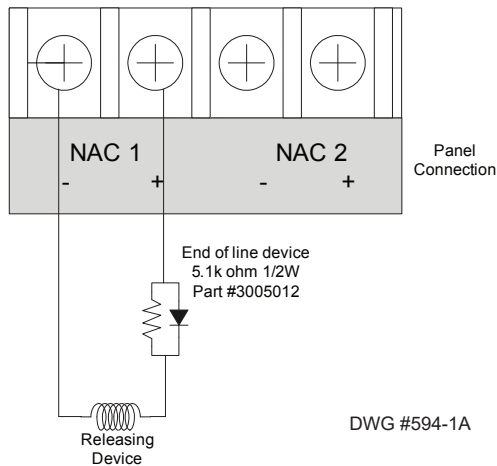 NAC 1
NAC 2
- + - +
Panel
Connection
End of line device
5.1k ohm 1/2W
Part #3005012
Releasing
Device
DWG #594-1A